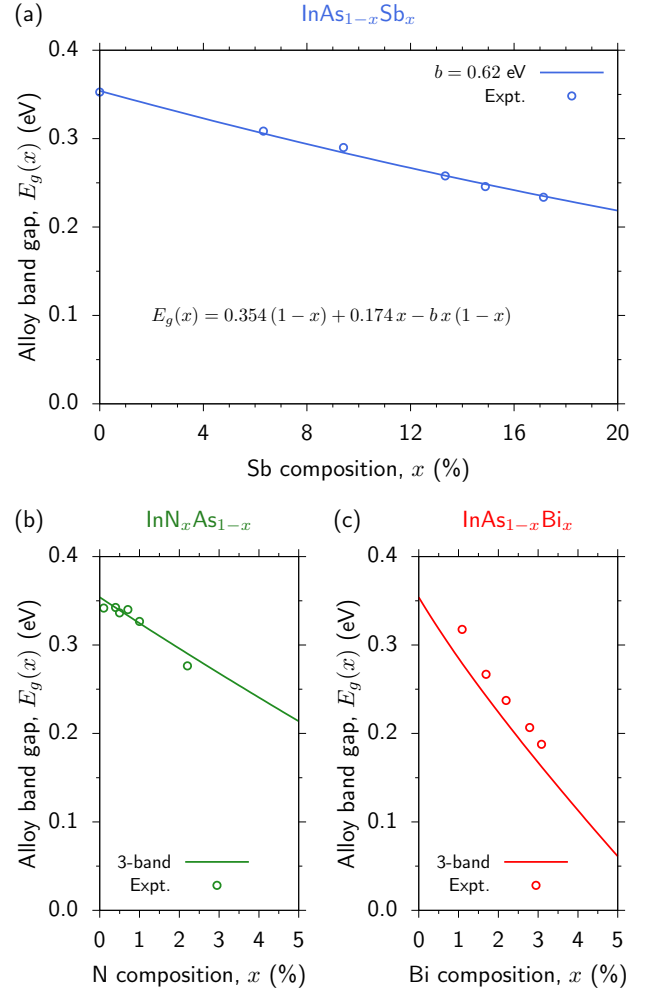 (a)
InAs₁₋ₓSbₓ
0.4
0.3
0.2
0.1
0.0
Alloy band gap, E_g(x) (eV)
b = 0.62 eV
Expt.
E_g(x) = 0.354 (1 − x) + 0.174 x − b x (1 − x)
0 4 8 12 16 20
Sb composition, x (%)
(b)
InNₓAs₁₋ₓ
0.4
0.3
0.2
0.1
0.0
Alloy band gap, E_g(x) (eV)
3-band
Expt.
0 1 2 3 4 5
N composition, x (%)
(c)
InAs₁₋ₓBiₓ
0.4
0.3
0.2
0.1
0.0
Alloy band gap, E_g(x) (eV)
3-band
Expt.
0 1 2 3 4 5
Bi composition, x (%)